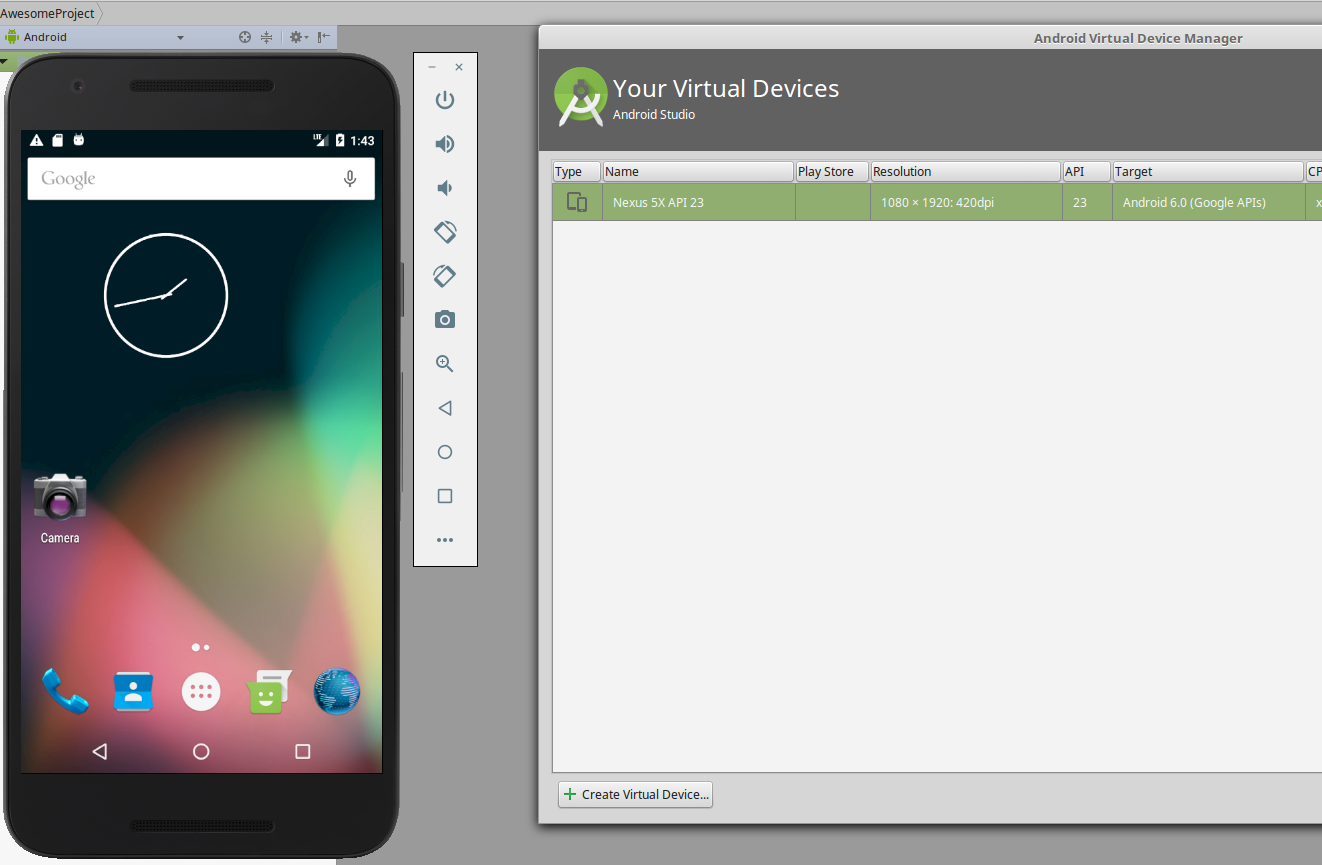 AwesomeProject
Android
LTE 1:43
Google
Camera
Android Virtual Device Manager
Your Virtual Devices
Android Studio
Type Name Play Store Resolution API Target CP
Nexus 5X API 23 1080 × 1920: 420dpi 23 Android 6.0 (Google APIs) x
Create Virtual Device...